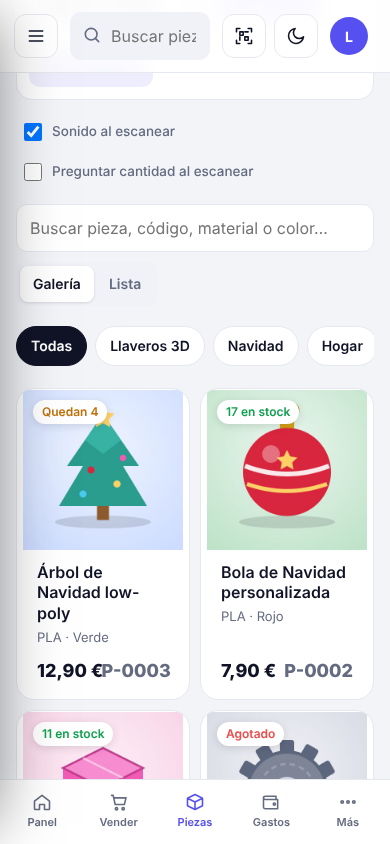 Buscar piez
L
Sonido al escanear
Preguntar cantidad al escanear
Buscar pieza, código, material o color...
Galería
Lista
Todas
Llaveros 3D
Navidad
Hogar
Quedan 4
17 en stock
Árbol de
Navidad low-
poly
PLA · Verde
12,90 €
P-0003
Bola de Navidad
personalizada
PLA · Rojo
7,90 €
P-0002
11 en stock
Agotado
Panel
Vender
Piezas
Gastos
Más